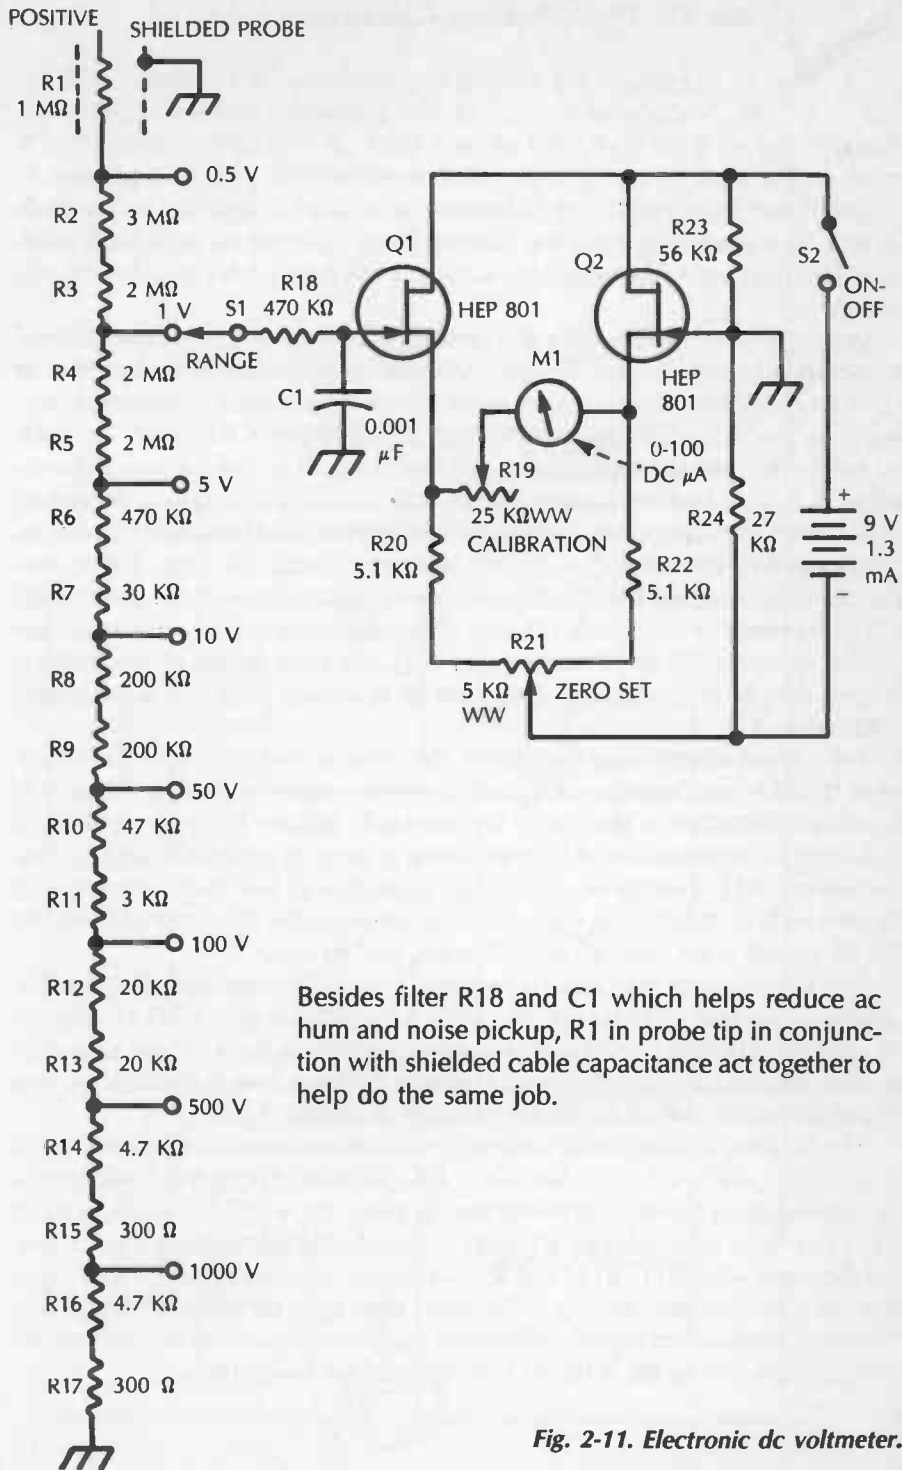 POSITIVE
SHIELDED PROBE
R1
1 MΩ
0.5 V
R2 3 MΩ
R3 2 MΩ
1 V
S1
RANGE
R18
470 KΩ
Q1
HEP 801
C1
0.001
μF
Q2
HEP
801
R23
56 KΩ
S2
ON-
OFF
M1
0-100
DC μA
R19
25 KΩWW
CALIBRATION
R20
5.1 KΩ
R22
5.1 KΩ
R24 27
KΩ
+
9 V
1.3
mA
−
R21
5 KΩ
WW
ZERO SET
R4 2 MΩ
R5 2 MΩ
5 V
R6 470 KΩ
R7 30 KΩ
10 V
R8 200 KΩ
R9 200 KΩ
50 V
R10 47 KΩ
R11 3 KΩ
100 V
R12 20 KΩ
R13 20 KΩ
500 V
R14 4.7 KΩ
R15 300 Ω
1000 V
R16 4.7 KΩ
R17 300 Ω
Besides filter R18 and C1 which helps reduce ac
hum and noise pickup, R1 in probe tip in conjunc-
tion with shielded cable capacitance act together to
help do the same job.
Fig. 2-11. Electronic dc voltmeter.